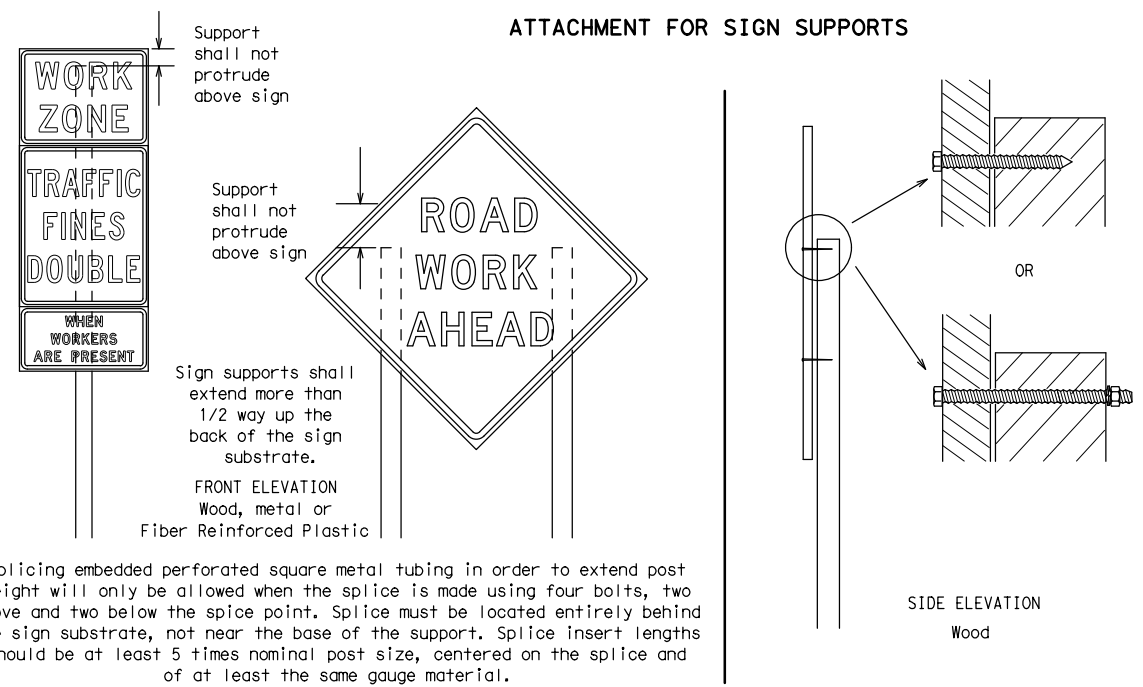 ATTACHMENT FOR SIGN SUPPORTS
WORK
ZONE
TRAFFIC
FINES
DOUBLE
WHEN
WORKERS
ARE PRESENT
Support
shall not
protrude
above sign
Support
shall not
protrude
above sign
ROAD
WORK
AHEAD
Sign supports shall
extend more than
1/2 way up the
back of the sign
substrate.
FRONT ELEVATION
Wood, metal or
Fiber Reinforced Plastic
plicing embedded perforated square metal tubing in order to extend post
ight will only be allowed when the splice is made using four bolts, two
ve and two below the spice point. Splice must be located entirely behind
sign substrate, not near the base of the support. Splice insert lengths
hould be at least 5 times nominal post size, centered on the splice and
of at least the same gauge material.
OR
SIDE ELEVATION
Wood